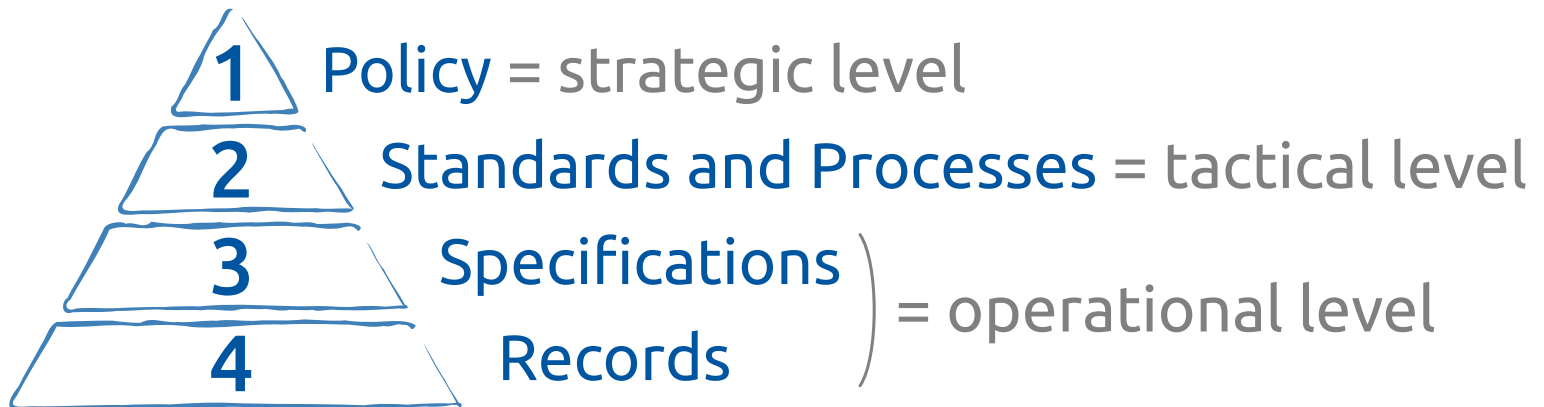 1 Policy = strategic level
2 Standards and Processes = tactical level
3 Specifications
= operational level
4 Records